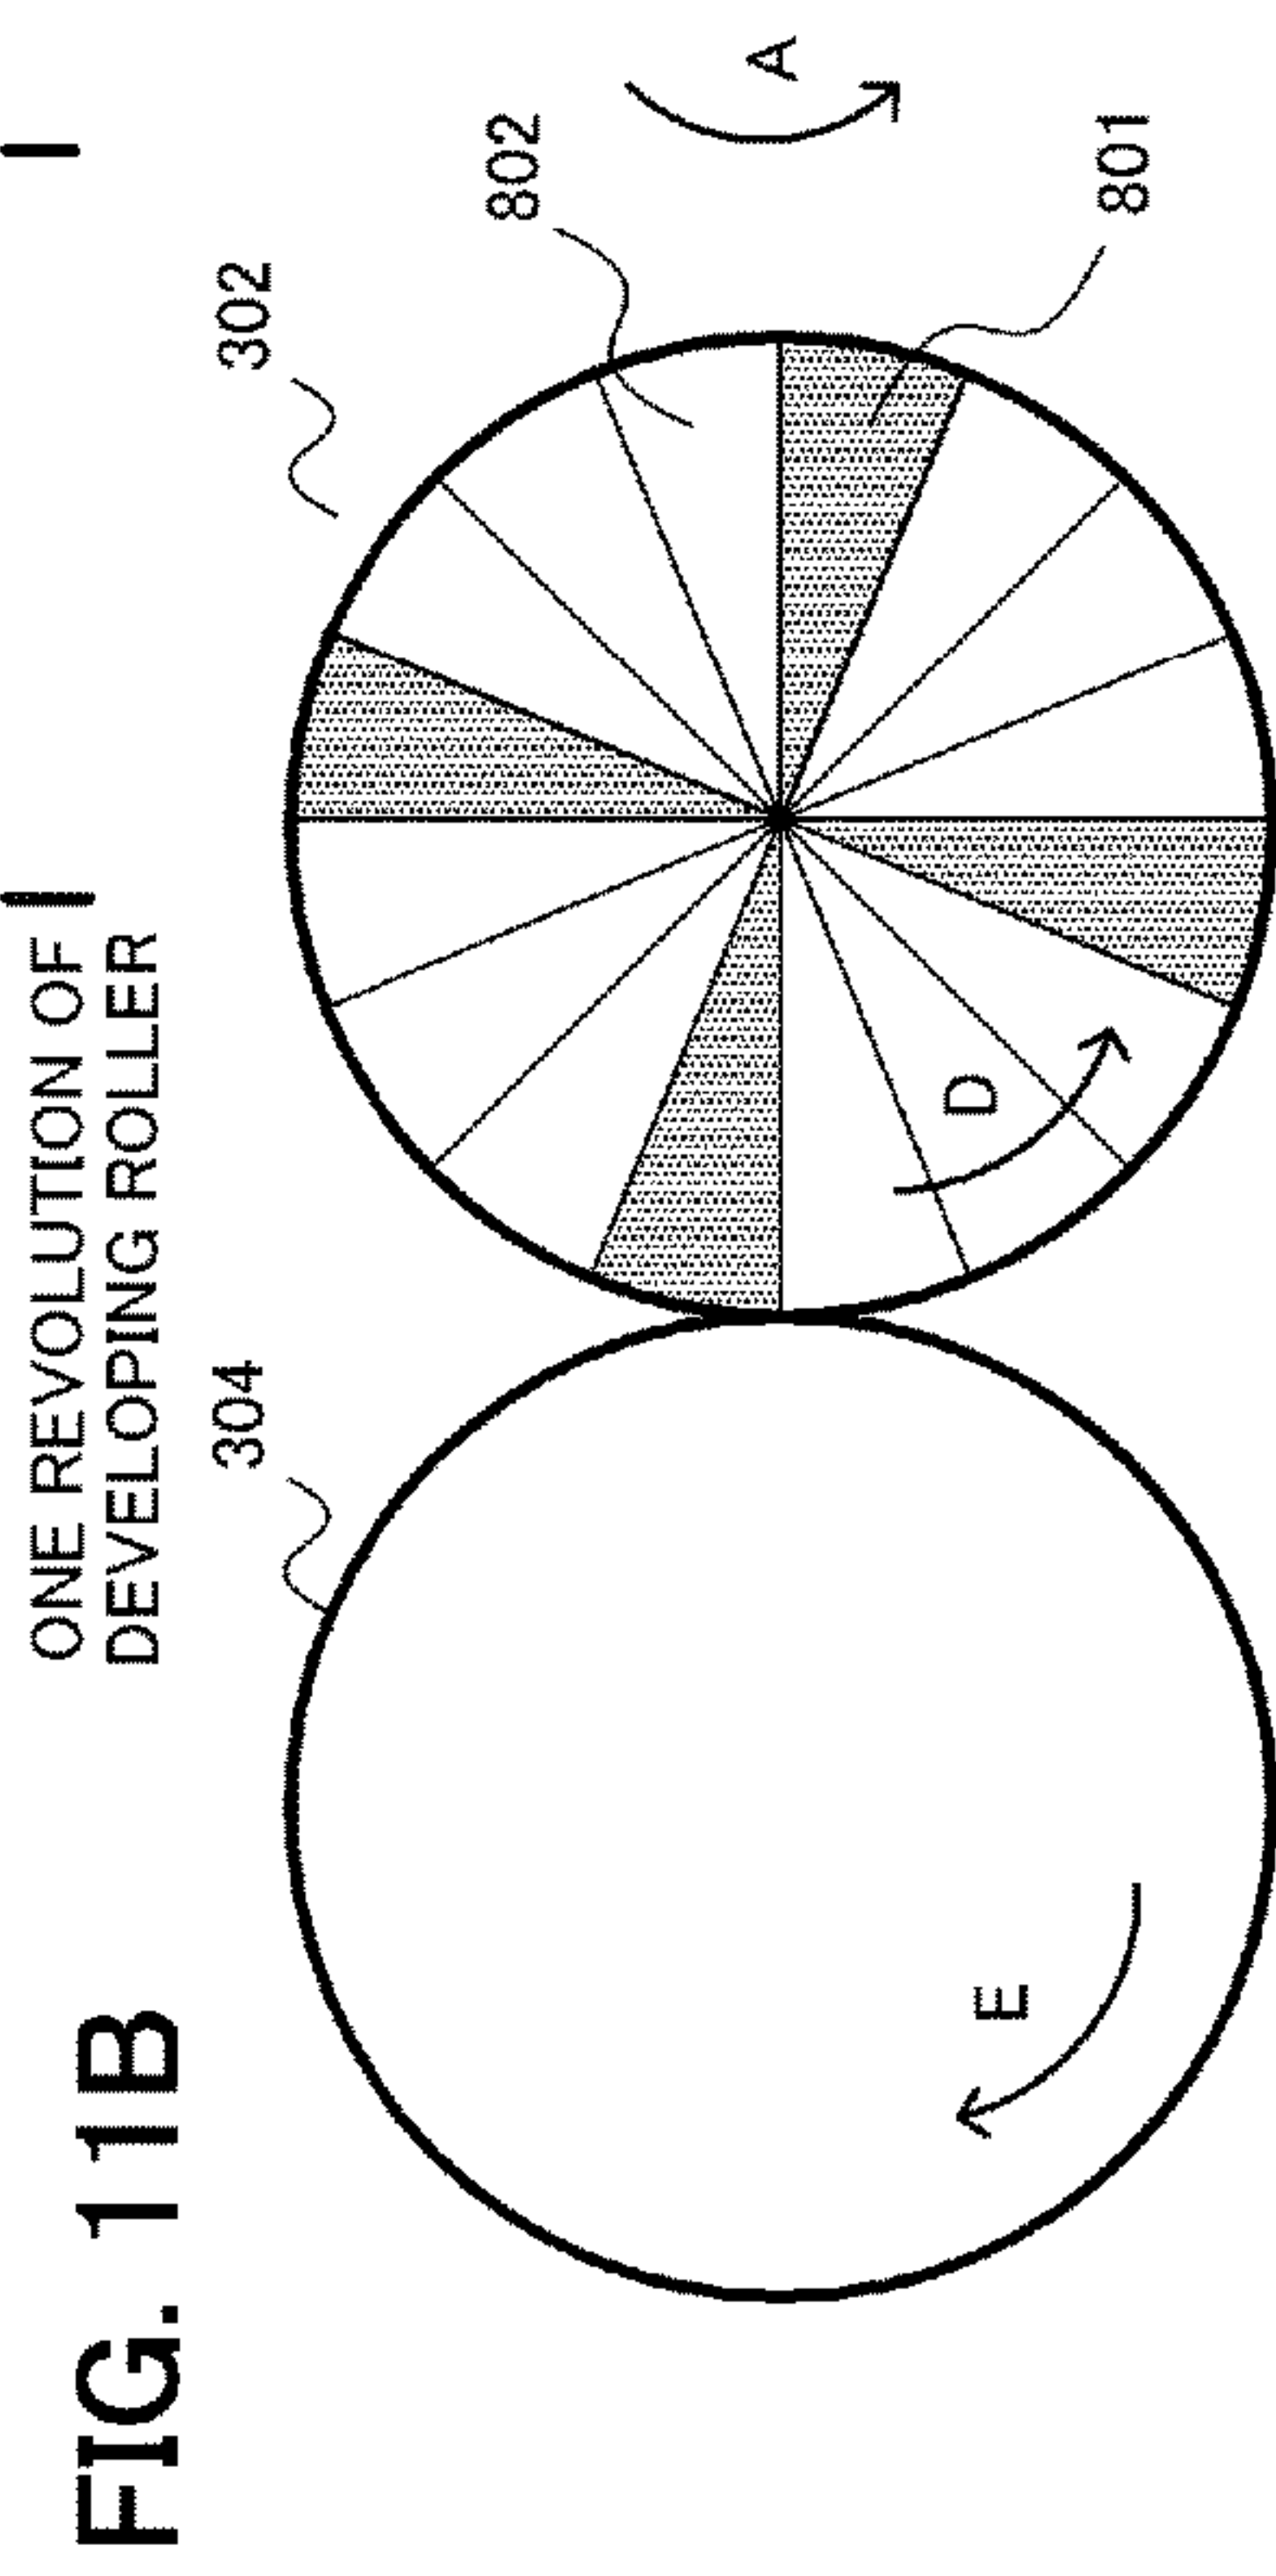 FIG. 11B
ONE REVOLUTION OF
DEVELOPING ROLLER
304
302
802
801
A
D
E